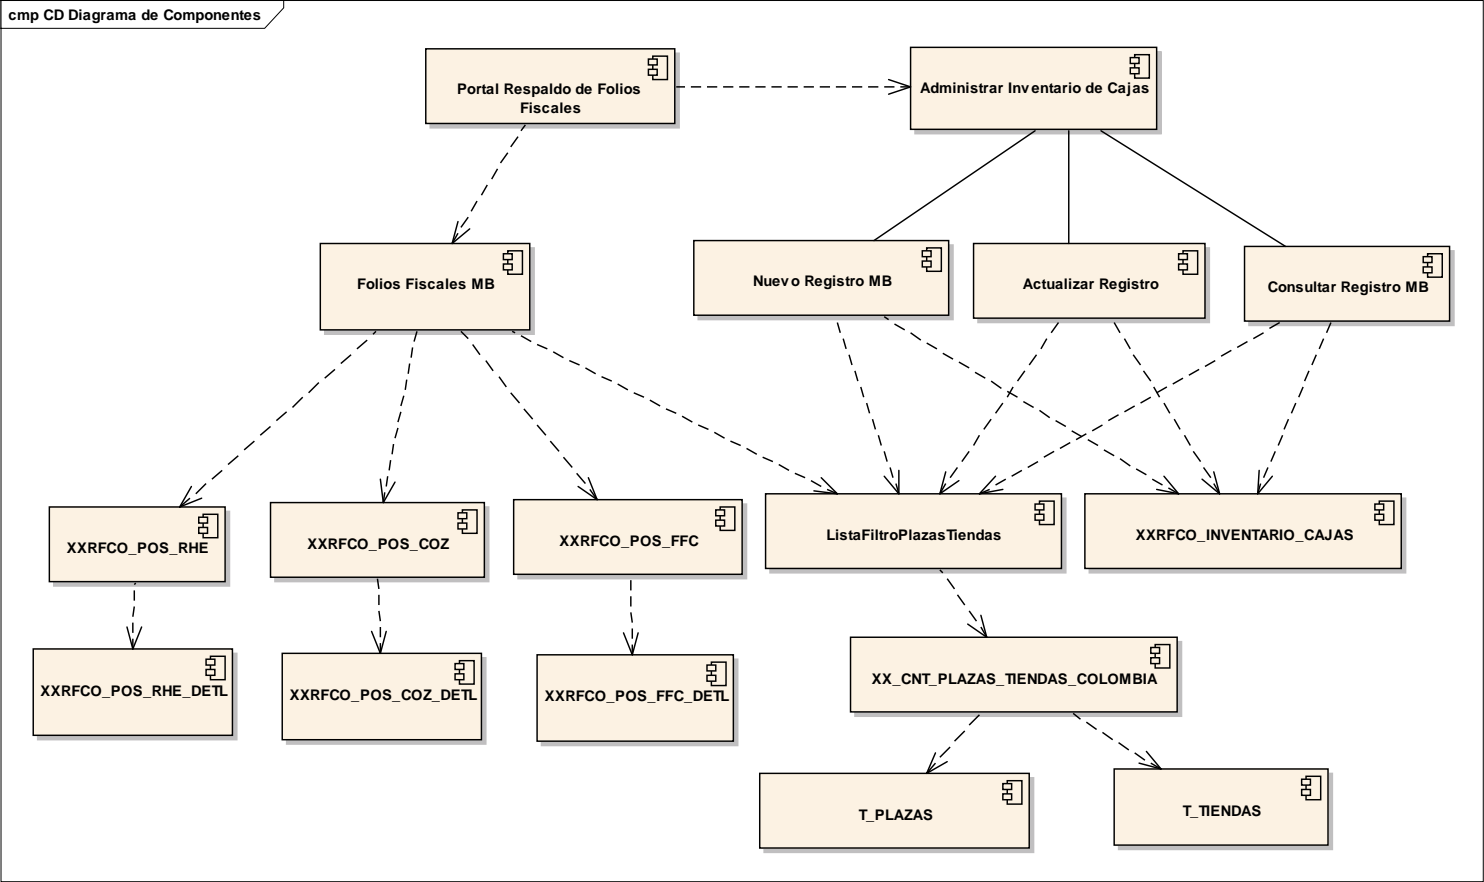 cmp CD Diagrama de Componentes
Portal Respaldo de Folios
Fiscales
Administrar Inventario de Cajas
Folios Fiscales MB
Nuevo Registro MB
Actualizar Registro
Consultar Registro MB
XXRFCO_POS_RHE
XXRFCO_POS_COZ
XXRFCO_POS_FFC
ListaFiltroPlazasTiendas
XXRFCO_INVENTARIO_CAJAS
XXRFCO_POS_RHE_DETL
XXRFCO_POS_COZ_DETL
XXRFCO_POS_FFC_DETL
XX_CNT_PLAZAS_TIENDAS_COLOMBIA
T_PLAZAS
T_TIENDAS